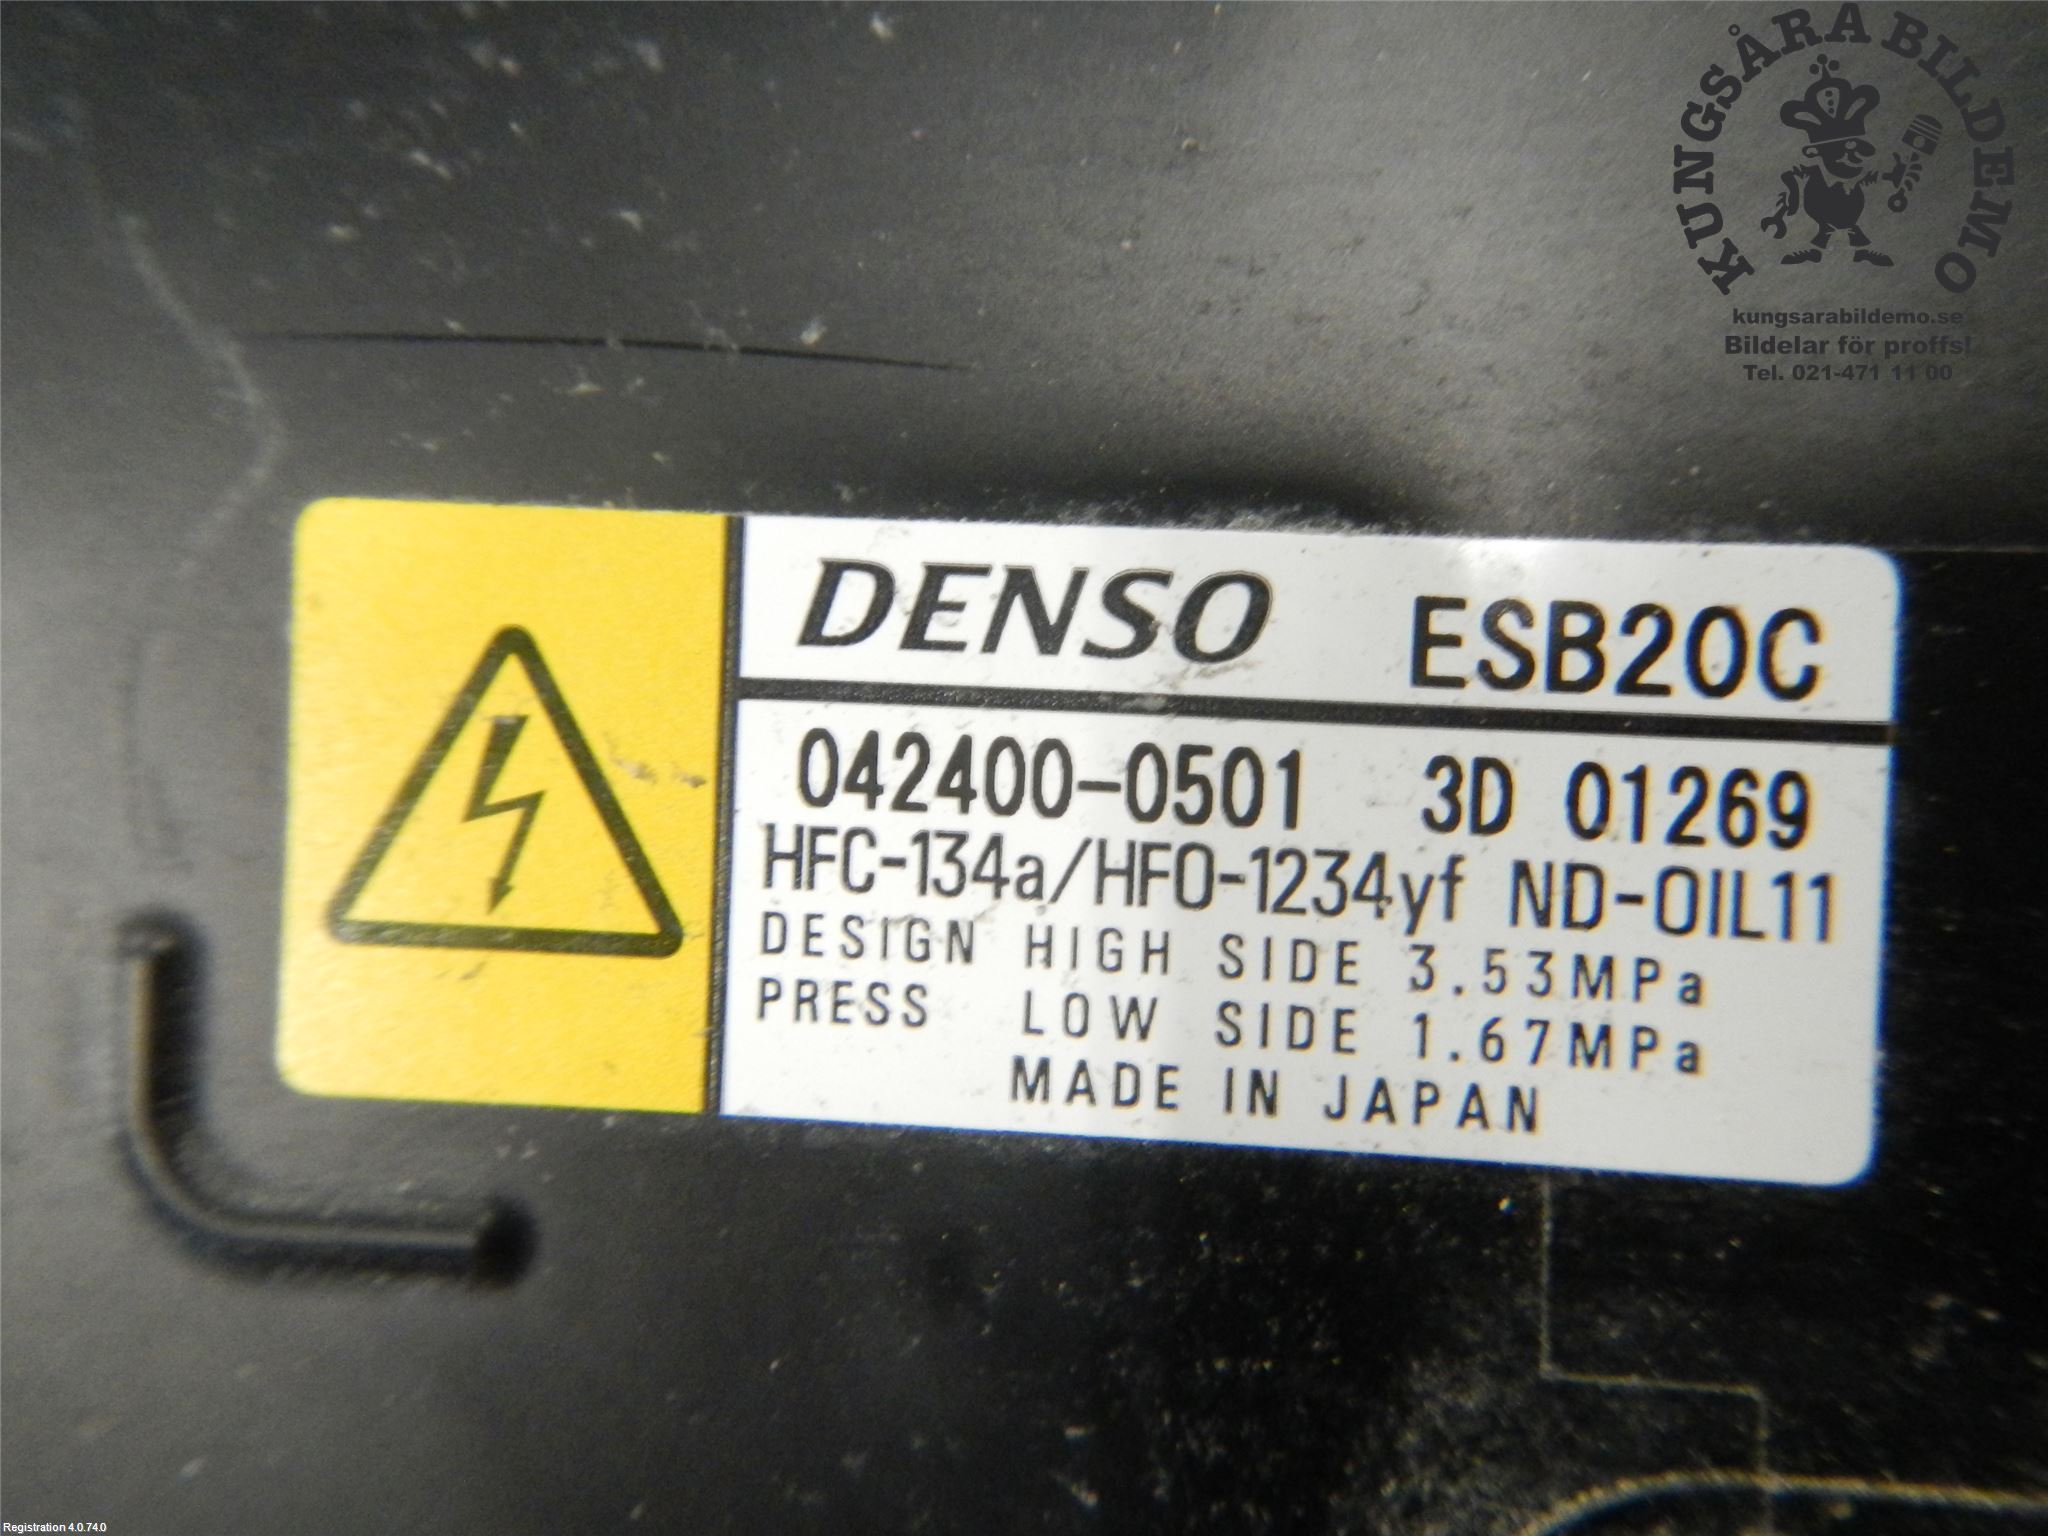 KUNGSÅRA BILDEMO
kungsarabildemo.se
Bildelar för proffs!
Tel. 021-471 11 00
DENSO ESB20C
042400-0501 3D 01269
HFC-134a/HFO-1234yf ND-OIL11
DESIGN HIGH SIDE 3.53MPa
PRESS LOW SIDE 1.67MPa
MADE IN JAPAN
Registration 4.0.74.0